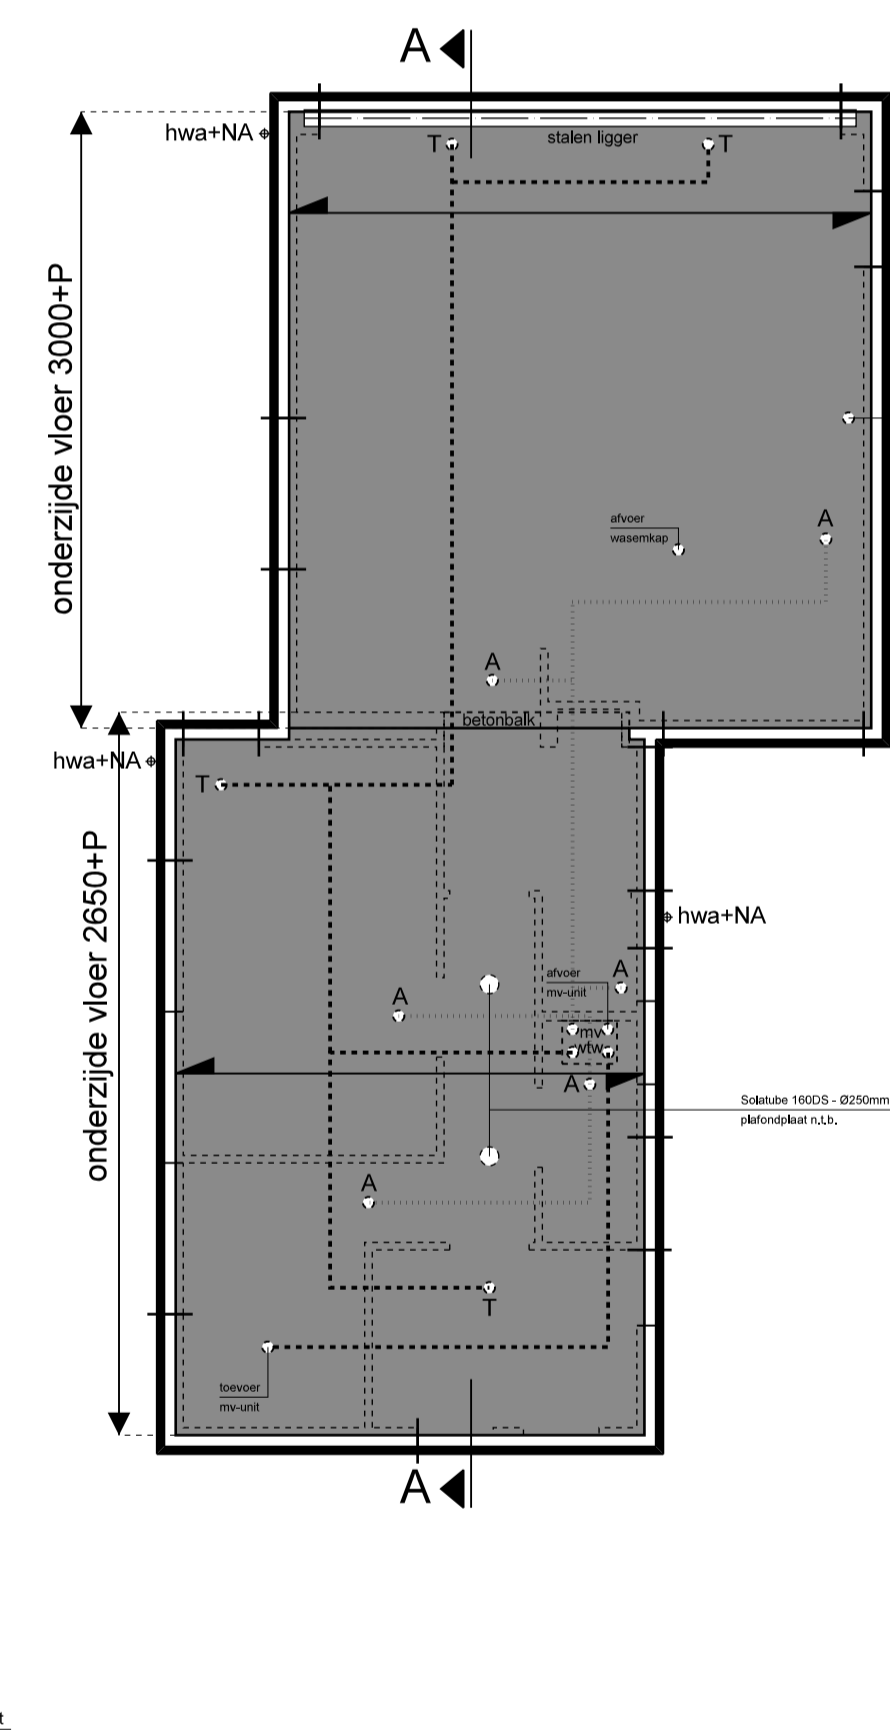 A
hwa+NA
T
stalen ligger
T
onderzijde vloer 3000+P
afvoer
wasemkap
A
A
betonbalk
hwa+NA
T
onderzijde vloer 2650+P
hwa+NA
afvoer
mv-unit
A
A
mv
wtw
A
Solatube 160DS - Ø250mm
plafondplaat n.t.b.
A
T
toevoer
mv-unit
A
t